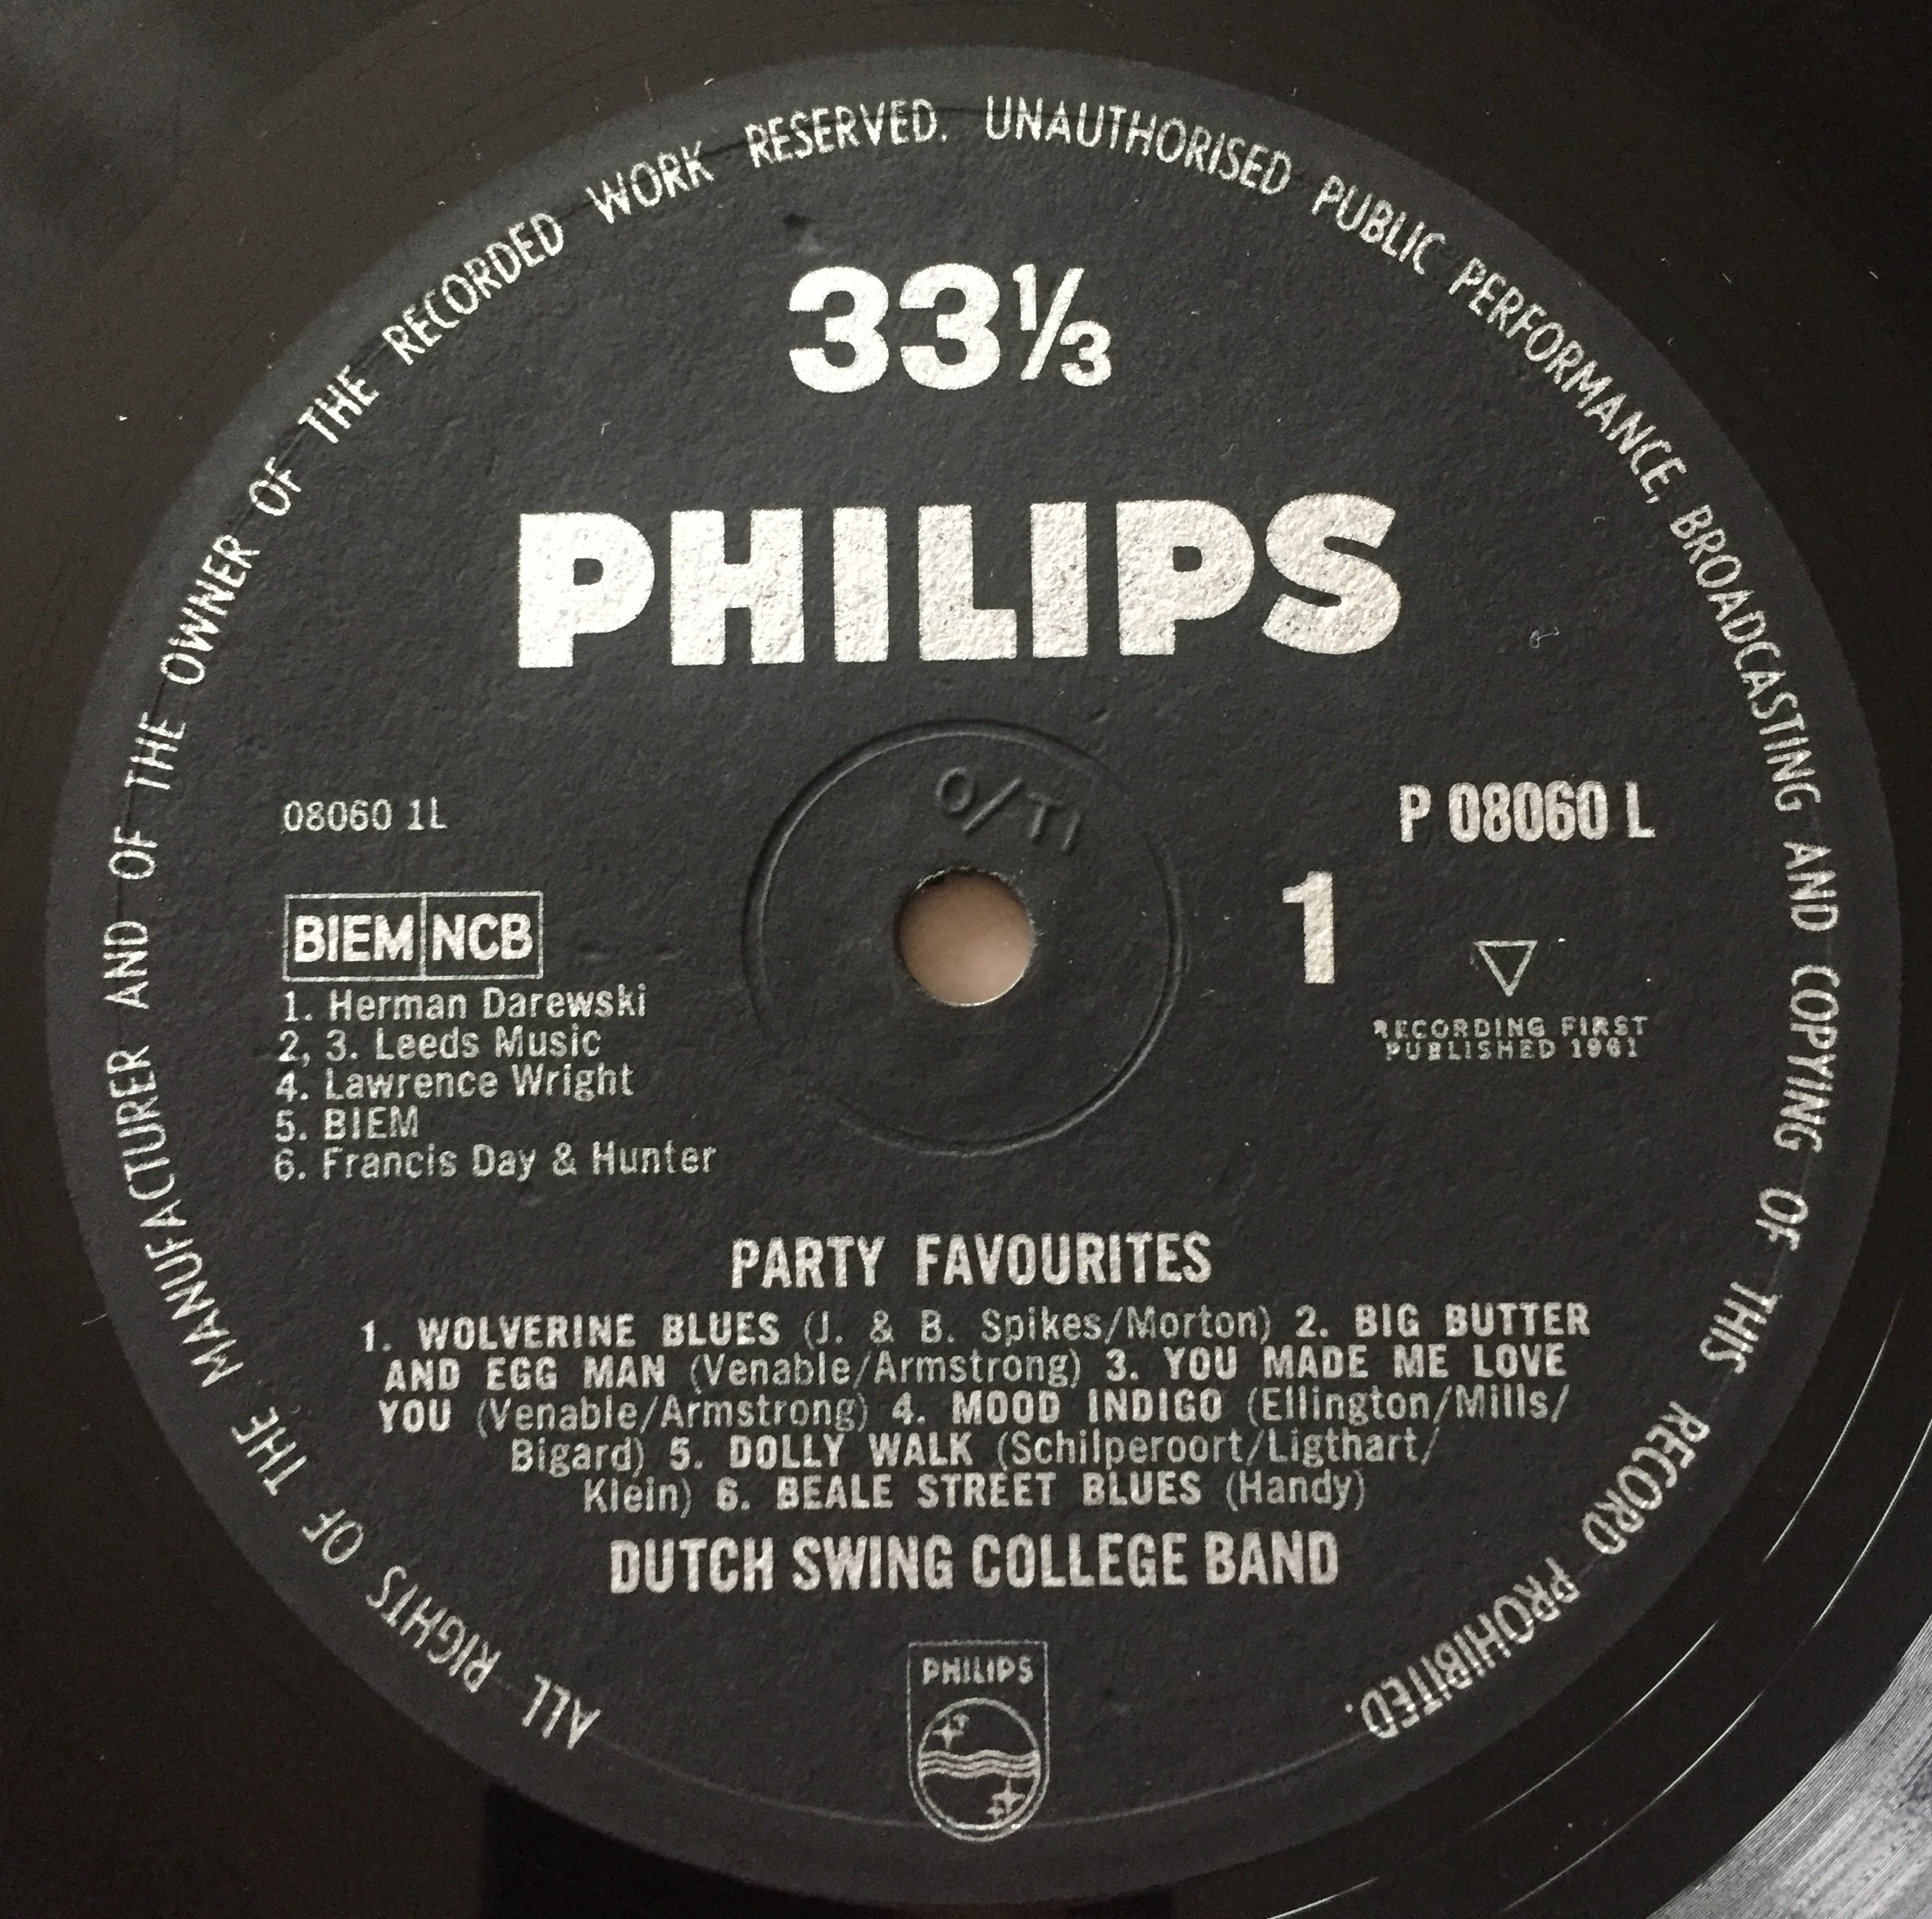 ALL RIGHTS OF THE MANUFACTURER AND OF THE OWNER OF THE RECORDED WORK RESERVED. UNAUTHORISED PUBLIC PERFORMANCE, BROADCASTING AND COPYING OF THIS RECORD PROHIBITED.
33⅓
PHILIPS
O/T1
08060 1L
P 08060 L
BIEM NCB
1
1. Herman Darewski
2, 3. Leeds Music
4. Lawrence Wright
5. BIEM
6. Francis Day & Hunter
RECORDING FIRST
PUBLISHED 1961
PARTY FAVOURITES
1. WOLVERINE BLUES (J. & B. Spikes/Morton) 2. BIG BUTTER
AND EGG MAN (Venable/Armstrong) 3. YOU MADE ME LOVE
YOU (Venable/Armstrong) 4. MOOD INDIGO (Ellington/Mills/
Bigard) 5. DOLLY WALK (Schilperoort/Ligthart/
Klein) 6. BEALE STREET BLUES (Handy)
DUTCH SWING COLLEGE BAND
PHILIPS